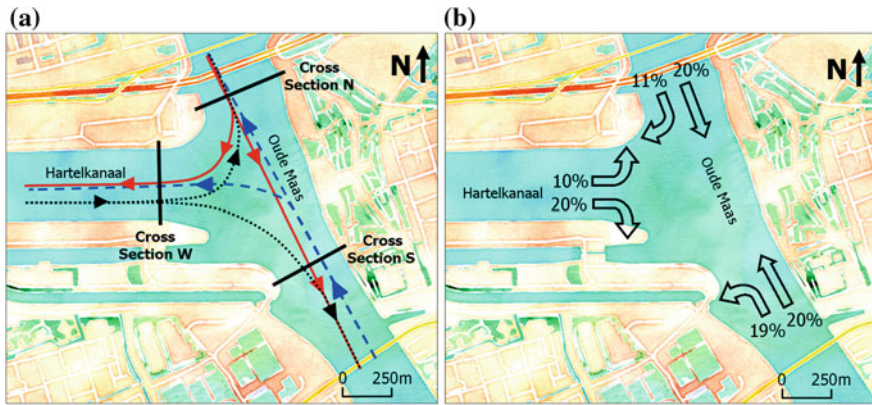 (a)
N
Cross
Section N
Hartelkanaal
Oude Maas
Cross
Section W
Cross
Section S
0 250m
(b)
N
11% 20%
Hartelkanaal
10%
20%
Oude Maas
19% 20%
0 250m